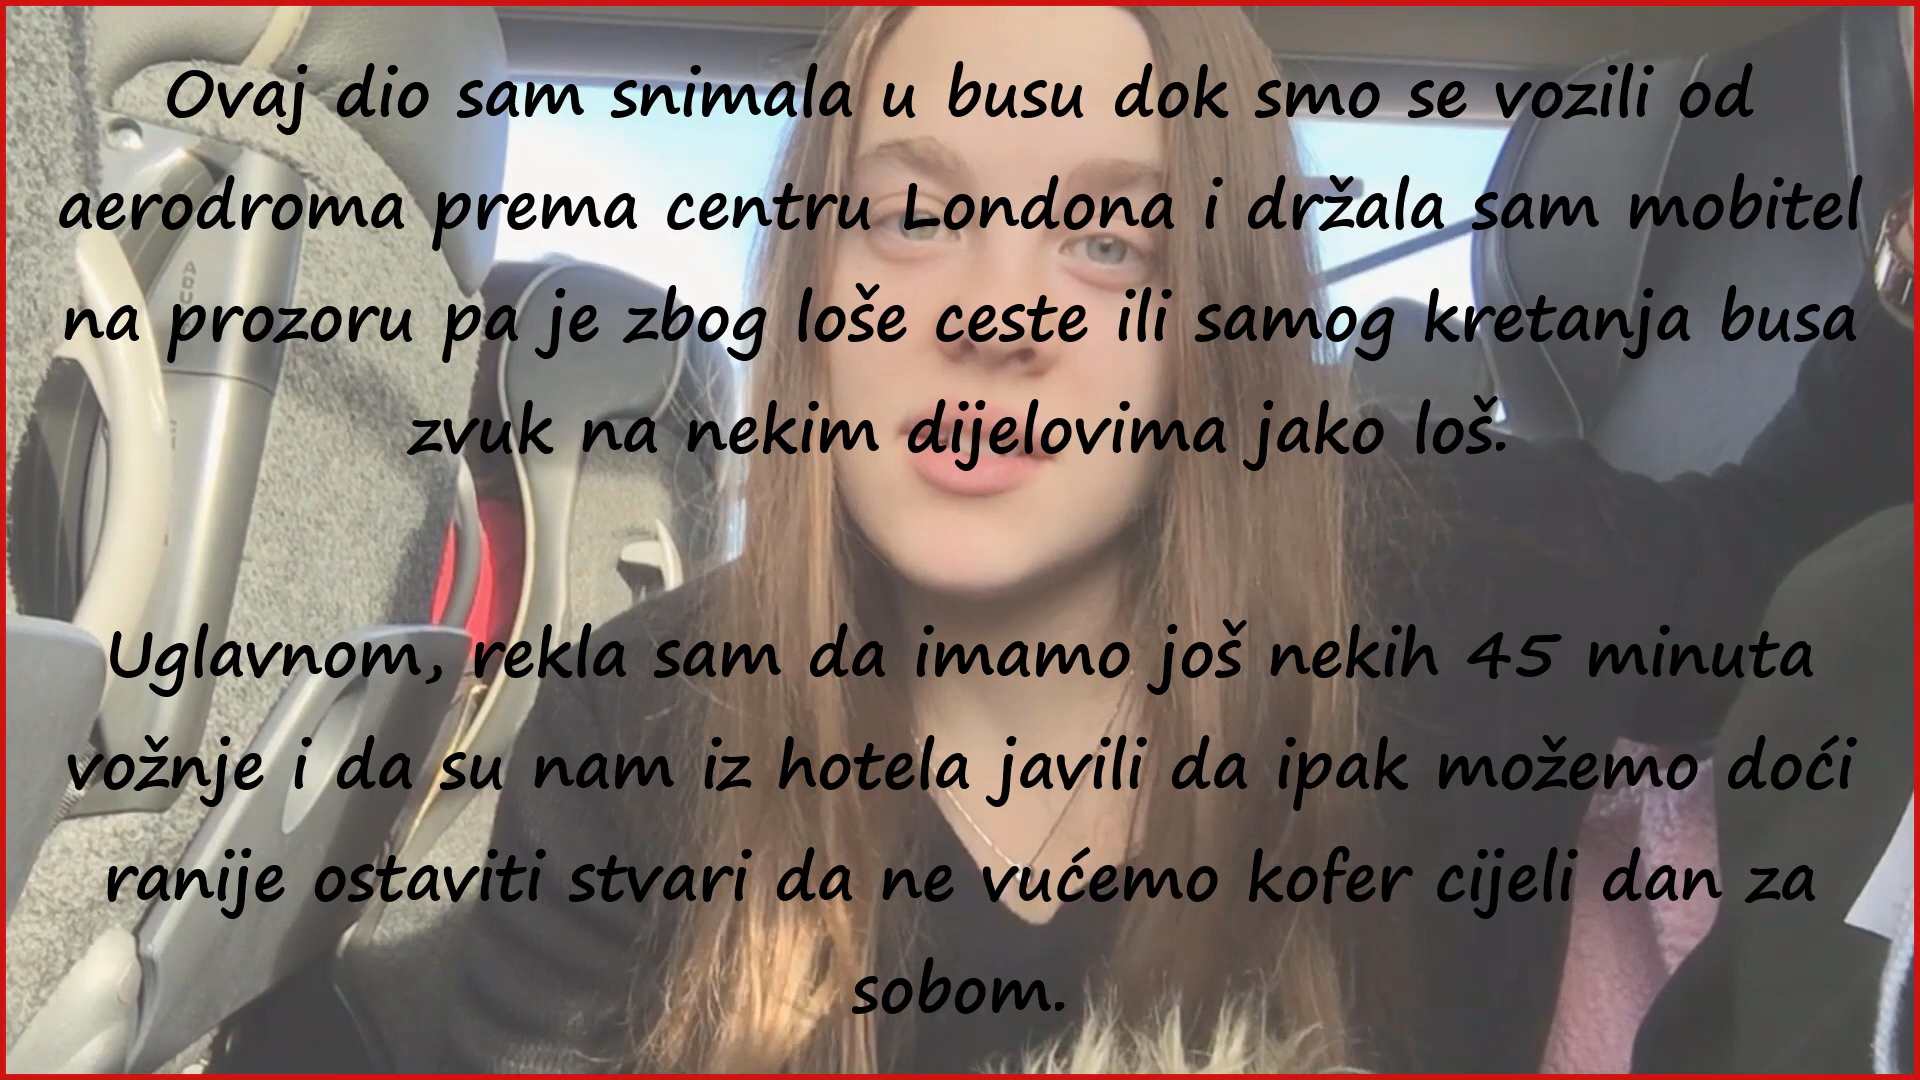 Ovaj dio sam snimala u busu dok smo se vozili od
aerodroma prema centru Londona i držala sam mobitel
na prozoru pa je zbog loše ceste ili samog kretanja busa
zvuk na nekim dijelovima jako loš.
Uglavnom, rekla sam da imamo još nekih 45 minuta
vožnje i da su nam iz hotela javili da ipak možemo doći
ranije ostaviti stvari da ne vućemo kofer cijeli dan za
sobom.